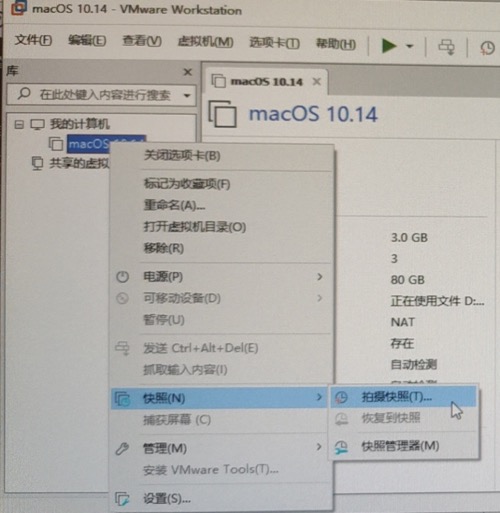 macOS 10.14 - VMware Workstation
文件(F) 编辑(E) 查看(V) 虚拟机(M) 选项卡(T) 帮助(H)
库
在此处键入内容进行搜索
我的计算机
macOS 10.14
共享的虚拟
macOS 10.14
macOS 10.14
关闭选项卡(B)
标记为收藏项(F)
重命名(A)...
打开虚拟机目录(O)
移除(R)
电源(P)
可移动设备(D)
暂停(U)
发送 Ctrl+Alt+Del(E)
抓取输入内容(I)
快照(N)
捕获屏幕 (C)
管理(M)
安装 VMware Tools(T)...
设置(S)...
拍摄快照(T)...
恢复到快照
快照管理器(M)
3.0 GB
3
80 GB
正在使用文件 D:...
NAT
存在
自动检测